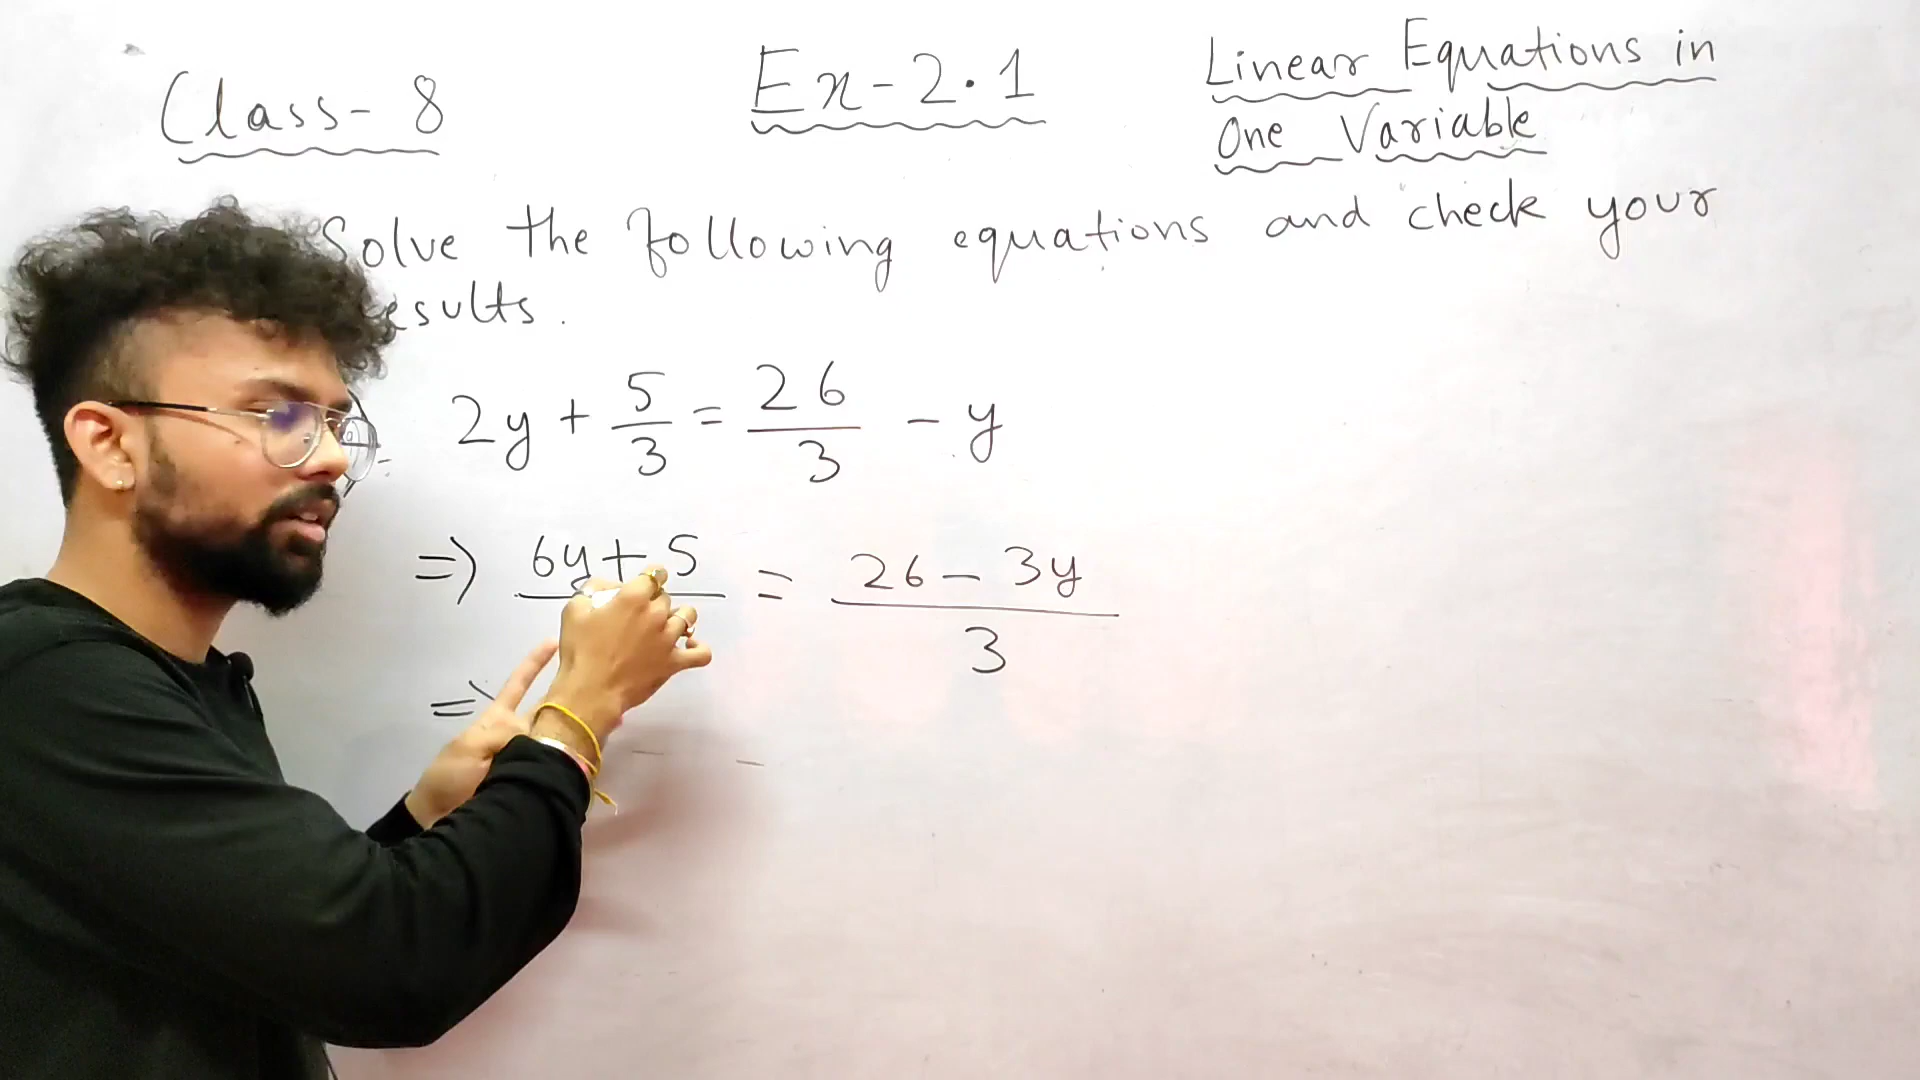 Class- 8
Ex-2.1
Linear Equations in
One Variable
Solve the following equations and check your
esults.
2y + 5/3 = 26/3 - y
=> 6y+5 = 26 - 3y / 3
=>